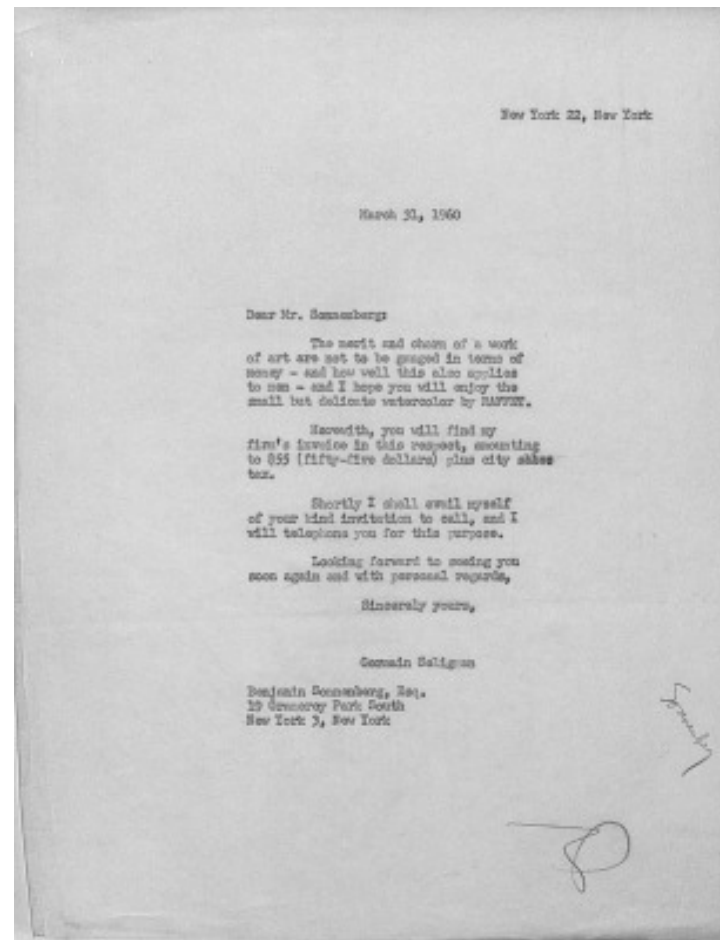 New York 22, New York
March 31, 1960
Dear Mr. Sonnenberg:
The merit and charm of a work
of art are not to be gauged in terms of
money - and how well this also applies
to men - and I hope you will enjoy the
small but delicate watercolor by RAFFET.
Herewith, you will find my
firm's invoice in this respect, amounting
to $55 (fifty-five dollars) plus city
tax.
Shortly I shall avail myself
of your kind invitation to call, and I
will telephone you for this purpose.
Looking forward to seeing you
soon again and with personal regards,
Sincerely yours,
Germain Seligman
Benjamin Sonnenberg, Esq.
19 Gramercy Park South
New York 3, New York